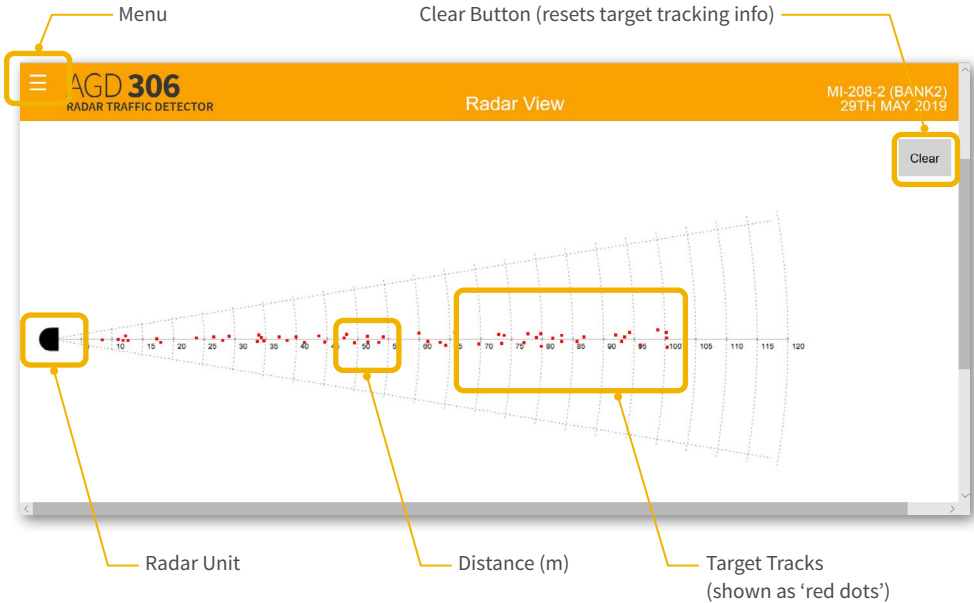 Menu
Clear Button (resets target tracking info)
AGD 306
RADAR TRAFFIC DETECTOR
Radar View
MI-208-2 (BANK2)
29TH MAY 2019
Clear
10 15 20 25 30 35 40 50 60 70 75 80 85 90 95 100 105 110 115 120
Radar Unit
Distance (m)
Target Tracks
(shown as ‘red dots’)